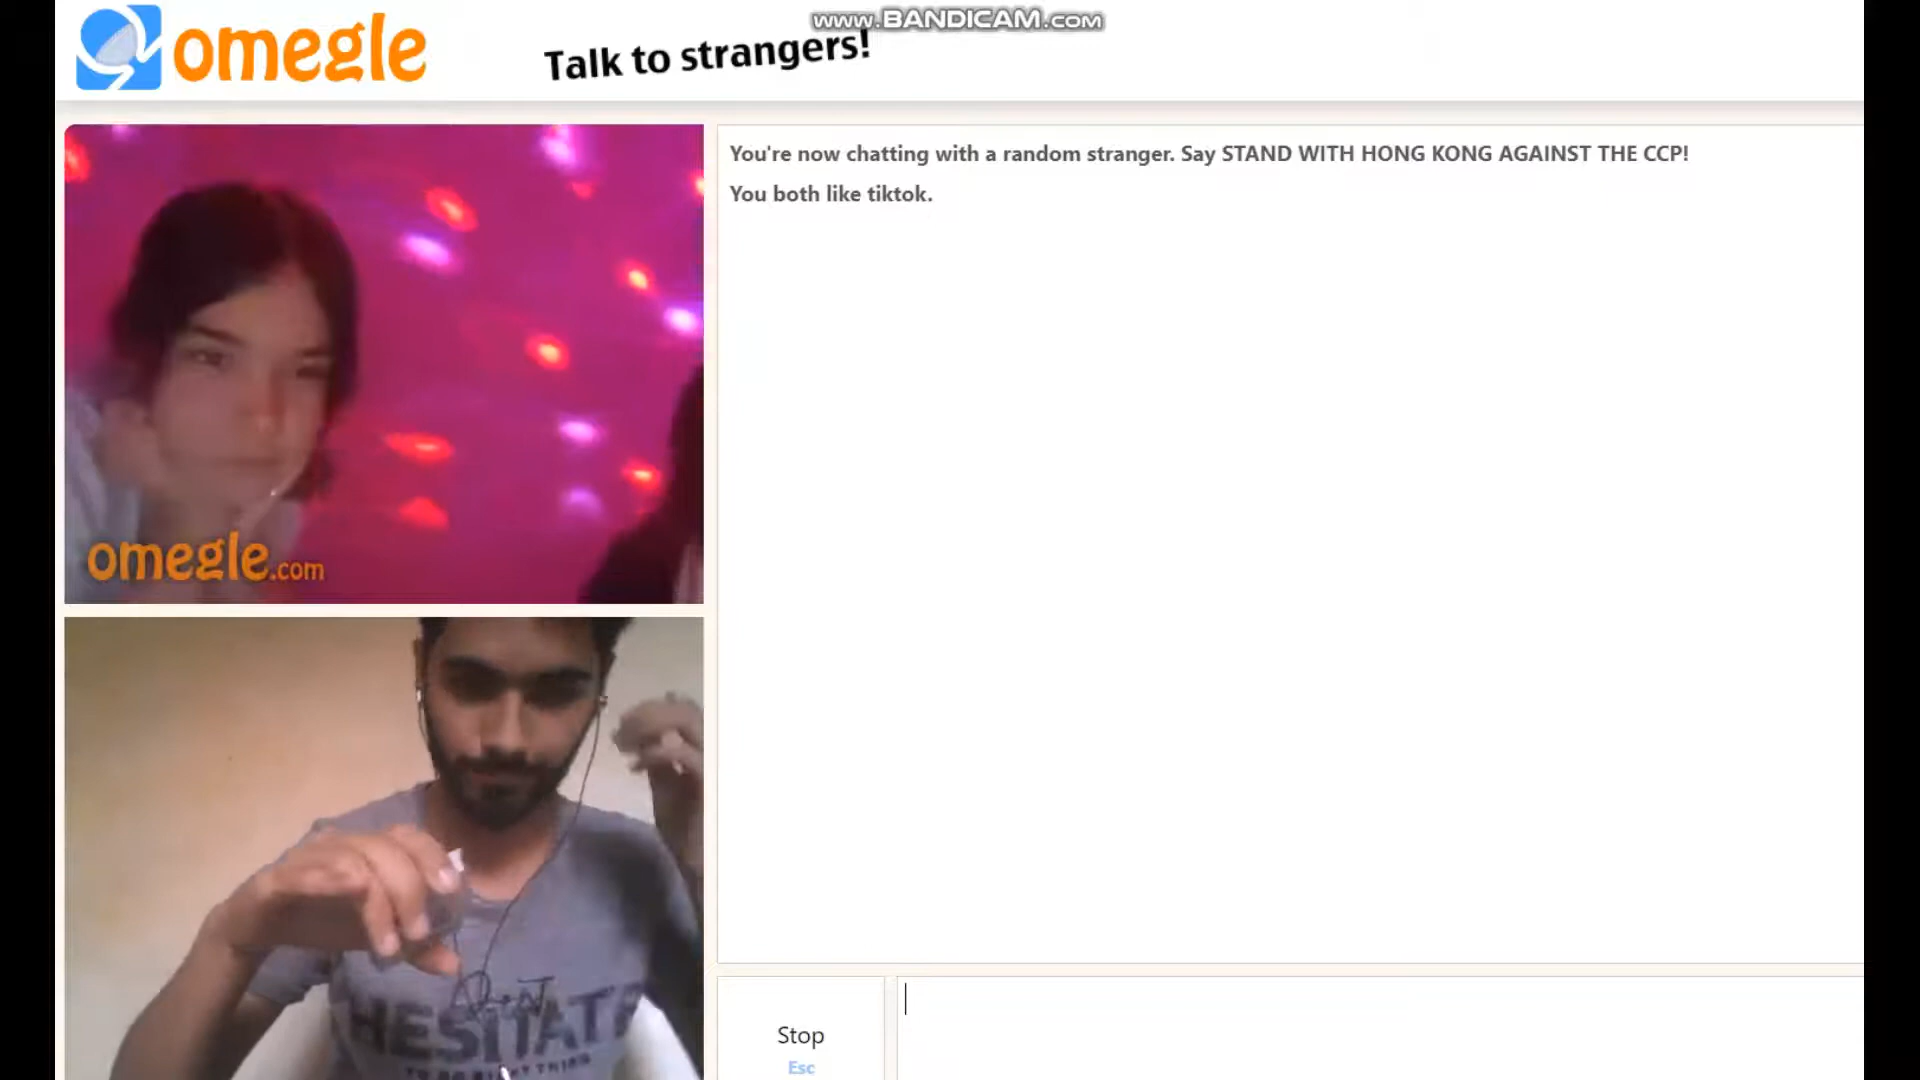 www.BANDICAM.com
omegle
Talk to strangers!
You're now chatting with a random stranger. Say STAND WITH HONG KONG AGAINST THE CCP!
You both like tiktok.
omegle.com
HESITATE
Stop
Esc